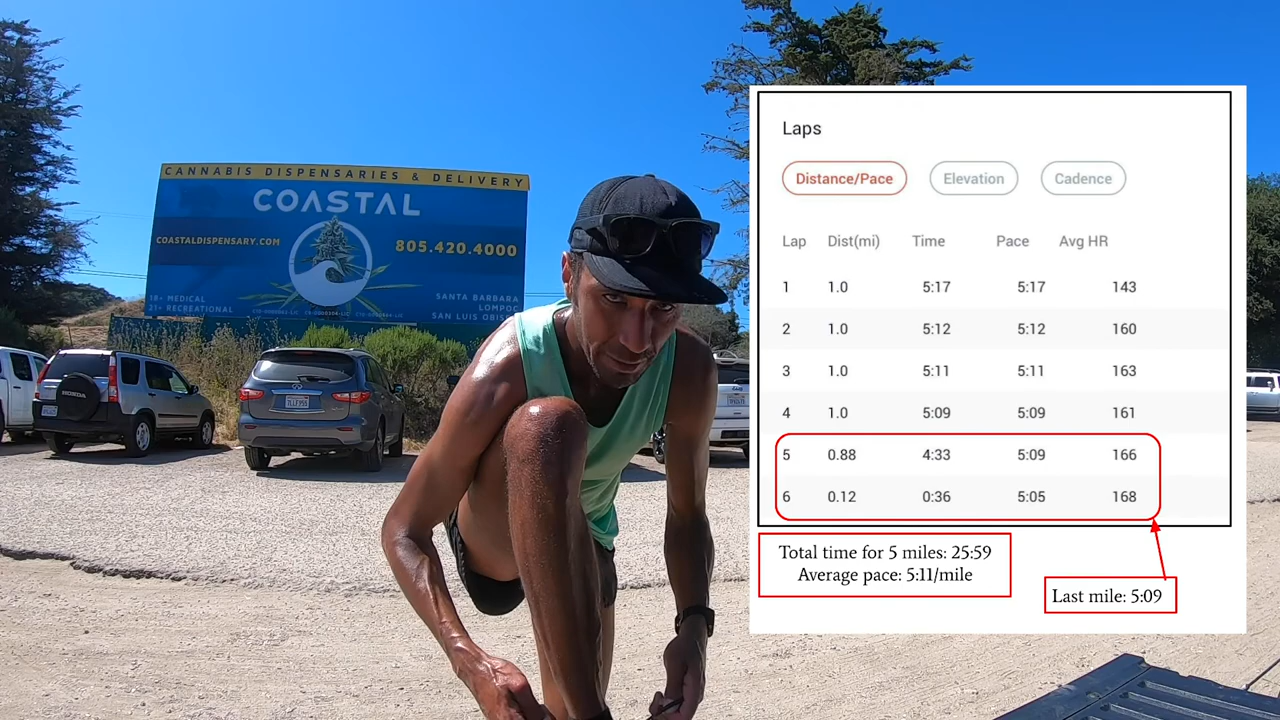 CANNABIS DISPENSARIES & DELIVERY
COASTAL
COASTALDISPENSARY.COM
805.420.4000
18+ MEDICAL
21+ RECREATIONAL
SANTA BARBARA
LOMPOC
SAN LUIS OBIS
HONDA
Laps
Distance/Pace Elevation Cadence
Lap Dist(mi) Time Pace Avg HR
1 1.0 5:17 5:17 143
2 1.0 5:12 5:12 160
3 1.0 5:11 5:11 163
4 1.0 5:09 5:09 161
5 0.88 4:33 5:09 166
6 0.12 0:36 5:05 168
Total time for 5 miles: 25:59
Average pace: 5:11/mile
Last mile: 5:09